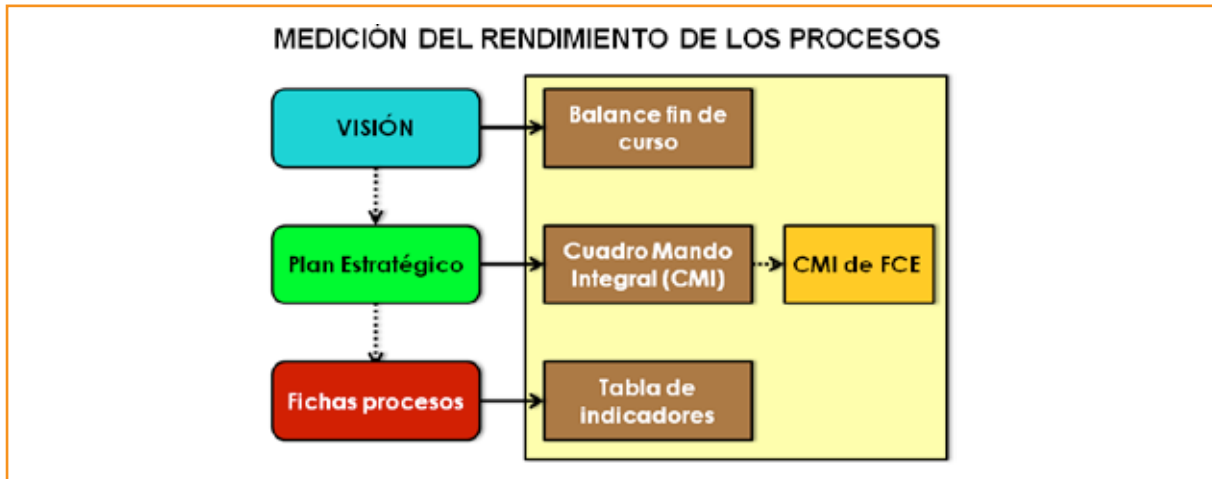 MEDICIÓN DEL RENDIMIENTO DE LOS PROCESOS
VISIÓN
Balance fin de
curso
Plan Estratégico
Cuadro Mando
Integral (CMI)
CMI de FCE
Fichas procesos
Tabla de
indicadores